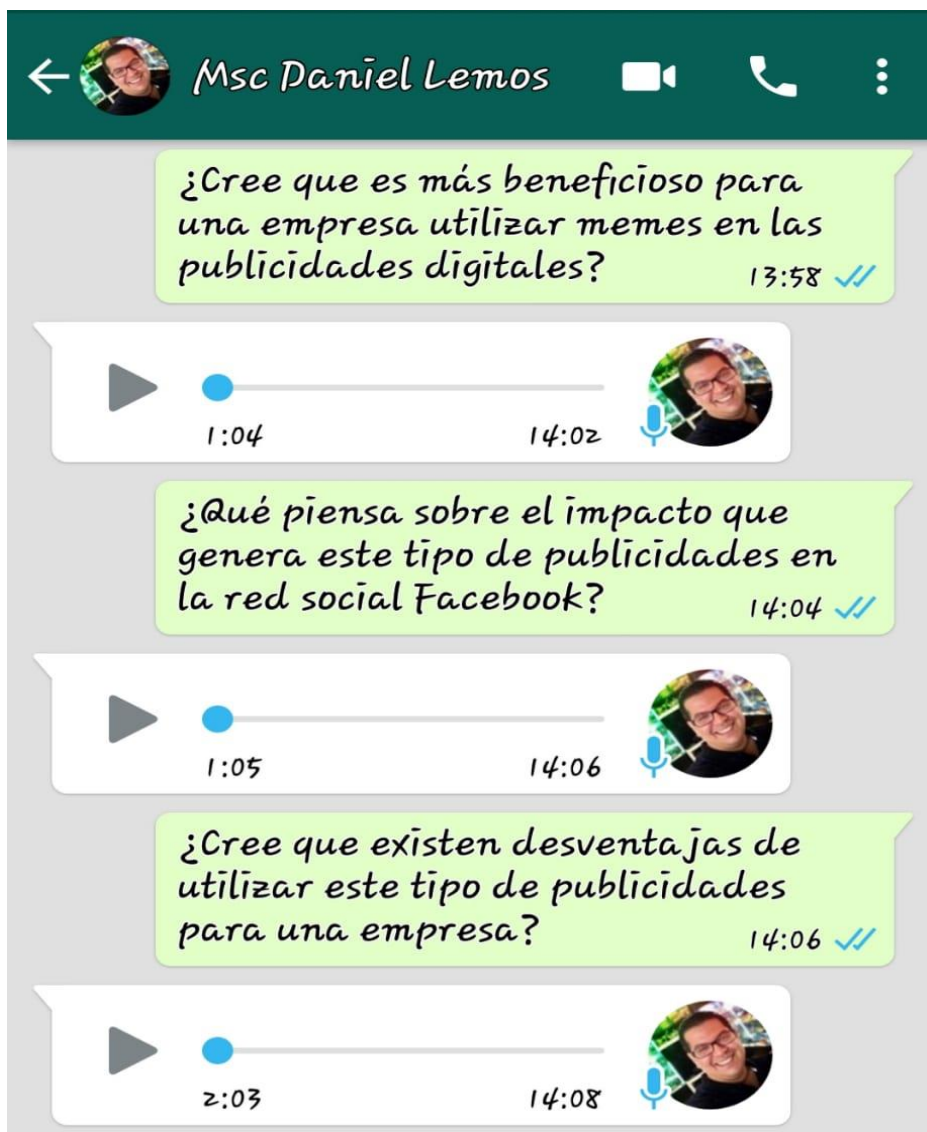 Msc Daniel Lemos
¿Cree que es más beneficioso para
una empresa utilizar memes en las
publicidades digitales?
13:58
1:04 14:02
¿Qué piensa sobre el impacto que
genera este tipo de publicidades en
la red social Facebook?
14:04
1:05 14:06
¿Cree que existen desventajas de
utilizar este tipo de publicidades
para una empresa?
14:06
2:03 14:08